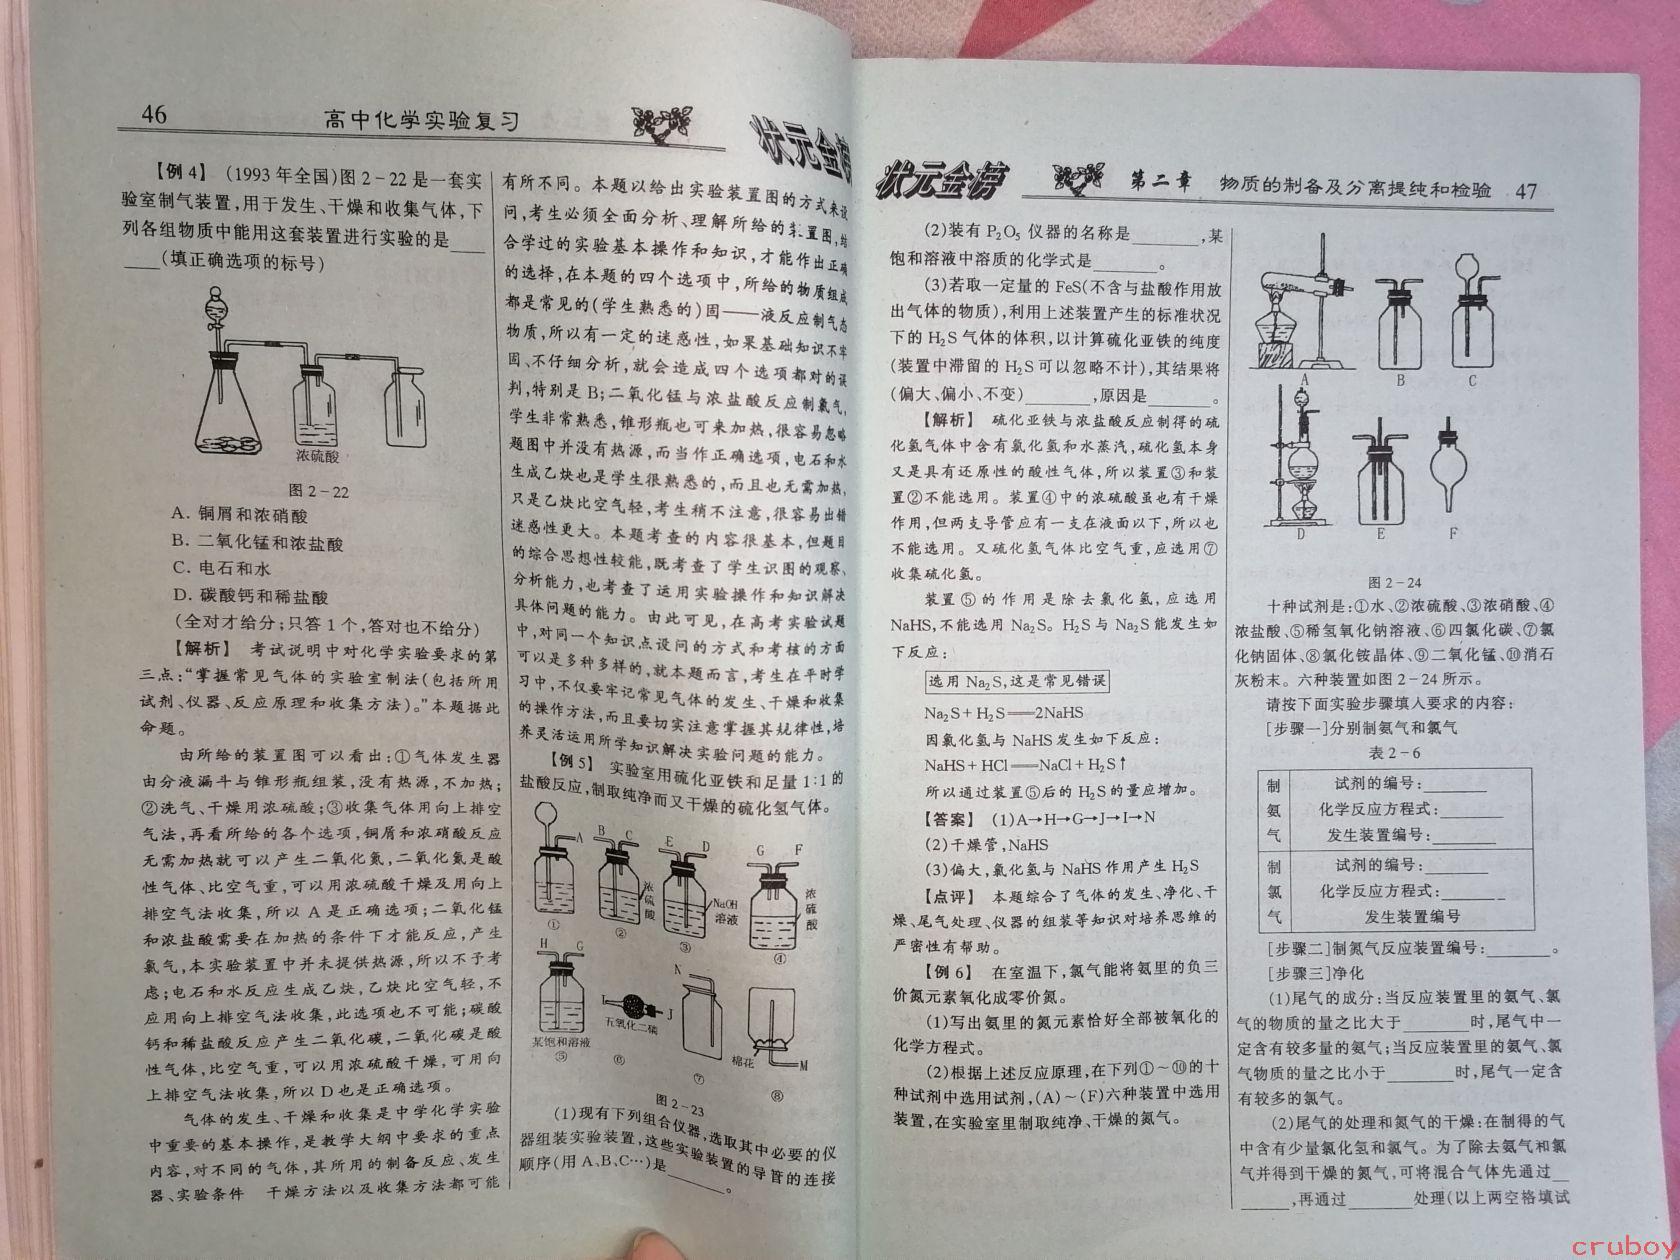 46
高中化学实验复习
状元金榜
【例4】 (1993年全国)图2-22是一套实
验室制气装置,用于发生、干燥和收集气体,下
列各组物质中能用这套装置进行实验的是____
____(填正确选项的标号)
浓硫酸
图2-22
A. 铜屑和浓硝酸
B. 二氧化锰和浓盐酸
C. 电石和水
D. 碳酸钙和稀盐酸
(全对才给分;只答1个,答对也不给分)
【解析】 考试说明中对化学实验要求的第
三点:“掌握常见气体的实验室制法(包括所用
试剂、仪器、反应原理和收集方法)。”本题据此
命题。
由所给的装置图可以看出:①气体发生器
由分液漏斗与锥形瓶组装,没有热源,不加热;
②洗气、干燥用浓硫酸;③收集气体用向上排空
气法,再看所给的各个选项,铜屑和浓硝酸反应
无需加热就可以产生二氧化氮,二氧化氮是酸
性气体、比空气重,可以用浓硫酸干燥及用向上
排空气法收集,所以A是正确选项;二氧化锰
和浓盐酸需要在加热的条件下才能反应,产生
氯气,本实验装置中并未提供热源,所以不予考
虑;电石和水反应生成乙炔,乙炔比空气轻,不
应用向上排空气法收集,此选项也不可能;碳酸
钙和稀盐酸反应产生二氧化碳,二氧化碳是酸
性气体,比空气重,可以用浓硫酸干燥,可用向
上排空气法收集,所以D也是正确选项。
气体的发生、干燥和收集是中学化学实验
中重要的基本操作,是教学大纲中要求的重点
内容,对不同的气体,其所用的制备反应、发生
器、实验条件 干燥方法以及收集方法都可能
有所不同。本题以给出实验装置图的方式来设
问,考生必须全面分析、理解所给的装置图,结
合学过的实验基本操作和知识,才能作出正确
的选择,在本题的四个选项中,所给的物质组成
都是常见的(学生熟悉的)固——液反应制气态
物质,所以有一定的迷惑性,如果基础知识不牢
固、不仔细分析,就会造成四个选项都对的误
判,特别是B;二氧化锰与浓盐酸反应制氯气,
学生非常熟悉,锥形瓶也可来加热,很容易忽略
题图中并没有热源,而当作正确选项,电石和水
生成乙炔也是学生很熟悉的,而且也无需加热,
只是乙炔比空气轻,考生稍不注意,很容易出错
迷惑性更大。本题考查的内容很基本,但题目
的综合思想性较能,既考查了学生识图的观察、
分析能力,也考查了运用实验操作和知识解决
具体问题的能力。由此可见,在高考实验试题
中,对同一个知识点设问的方式和考核的方面
可以是多种多样的,就本题而言,考生在平时学
习中,不仅要牢记常见气体的发生、干燥和收集
的操作方法,而且要切实注意掌握其规律性,培
养灵活运用所学知识解决实验问题的能力。
【例5】 实验室用硫化亚铁和足量1:1的
盐酸反应,制取纯净而又干燥的硫化氢气体。
A B C E D G F
浓硫酸
NaOH
溶液
浓硫酸
① ② ③ ④
H G I J N M
五氧化二磷
某饱和溶液
棉花
⑤ ⑥ ⑦ ⑧
图2-23
(1)现有下列组合仪器,选取其中必要的仪
器组装实验装置,这些实验装置的导管的连接
顺序(用A、B、C…)是________。
状元金榜
第二章 物质的制备及分离提纯和检验 47
(2)装有P₂O₅仪器的名称是________,某
饱和溶液中溶质的化学式是________。
(3)若取一定量的FeS(不含与盐酸作用放
出气体的物质),利用上述装置产生的标准状况
下的H₂S气体的体积,以计算硫化亚铁的纯度
(装置中滞留的H₂S可以忽略不计),其结果将
(偏大、偏小、不变)________,原因是________。
【解析】 硫化亚铁与浓盐酸反应制得的硫
化氢气体中含有氯化氢和水蒸汽,硫化氢本身
又是具有还原性的酸性气体,所以装置③和装
置②不能选用。装置④中的浓硫酸虽也有干燥
作用,但两支导管应有一支在液面以下,所以也
不能选用。又硫化氢气体比空气重,应选用⑦
收集硫化氢。
装置⑤的作用是除去氯化氢,应选用
NaHS,不能选用Na₂S。H₂S与Na₂S能发生如
下反应:
选用Na₂S,这是常见错误
Na₂S+H₂S══2NaHS
因氯化氢与NaHS发生如下反应:
NaHS+HCl══NaCl+H₂S↑
所以通过装置⑤后的H₂S的量应增加。
【答案】 (1)A→H→G→J→I→N
(2)干燥管,NaHS
(3)偏大,氯化氢与NaHS作用产生H₂S
【点评】 本题综合了气体的发生、净化、干
燥、尾气处理、仪器的组装等知识对培养思维的
严密性有帮助。
【例6】 在室温下,氯气能将氨里的负三
价氮元素氧化成零价氮。
(1)写出氨里的氮元素恰好全部被氧化的
化学方程式。
(2)根据上述反应原理,在下列①~⑩的十
种试剂中选用试剂,(A)~(F)六种装置中选用
装置,在实验室里制取纯净、干燥的氮气。
A B C
D E F
图2-24
十种试剂是:①水、②浓硫酸、③浓硝酸、④
浓盐酸、⑤稀氢氧化钠溶液、⑥四氯化碳、⑦氯
化钠固体、⑧氯化铵晶体、⑨二氧化锰、⑩消石
灰粉末。六种装置如图2-24所示。
请按下面实验步骤填入要求的内容:
[步骤一]分别制氨气和氯气
表2-6
制氨气
试剂的编号:________
化学反应方程式:________
发生装置编号:________
制氯气
试剂的编号:________
化学反应方程式:________
发生装置编号
[步骤二]制氮气反应装置编号:________。
[步骤三]净化
(1)尾气的成分:当反应装置里的氨气、氯
气的物质的量之比大于________时,尾气中一
定含有较多量的氨气;当反应装置里的氨气、氯
气物质的量之比小于________时,尾气一定含
有较多的氯气。
(2)尾气的处理和氮气的干燥:在制得的气
中含有少量氯化氢和氯气。为了除去氨气和氯
气并得到干燥的氮气,可将混合气体先通过__
______,再通过________处理(以上两空格填试
cruboy